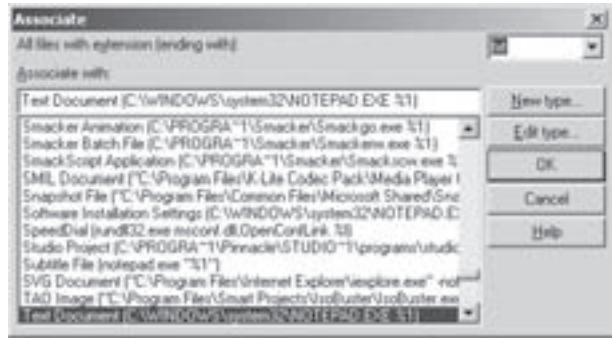 Associate
All files with extension (ending with):
Associate with:
Text Document (C:\WINDOWS\system32\NOTEPAD.EXE %1)
New type...
Smacker Animation (C:\PROGRA~1\Smacker\Smackgo.exe %1)
Smacker Batch File (C:\PROGRA~1\Smacker\Smackenw.exe %1)
Edit type...
SmackScript Application (C:\PROGRA~1\Smacker\Smackscw.exe %
SMIL Document ("C:\Program Files\K-Lite Codec Pack\Media Player
OK
Snapshot File ("C:\Program Files\Common Files\Microsoft Shared\Sna
Software Installation Settings (C:\WINDOWS\system32\NOTEPAD.E
Cancel
SpeedDial (rundll32.exe msconf.dll,OpenConfLink %l)
Studio Project (C:\PROGRA~1\Pinnacle\STUDIO~1\programs\studio
Help
Subtitle File (notepad.exe "%1")
SVG Document ("C:\Program Files\Internet Explorer\iexplore.exe" -no
TAO Image ("C:\Program Files\Smart Projects\IsoBuster\IsoBuster.exe
Text Document (C:\WINDOWS\system32\NOTEPAD.EXE %1)